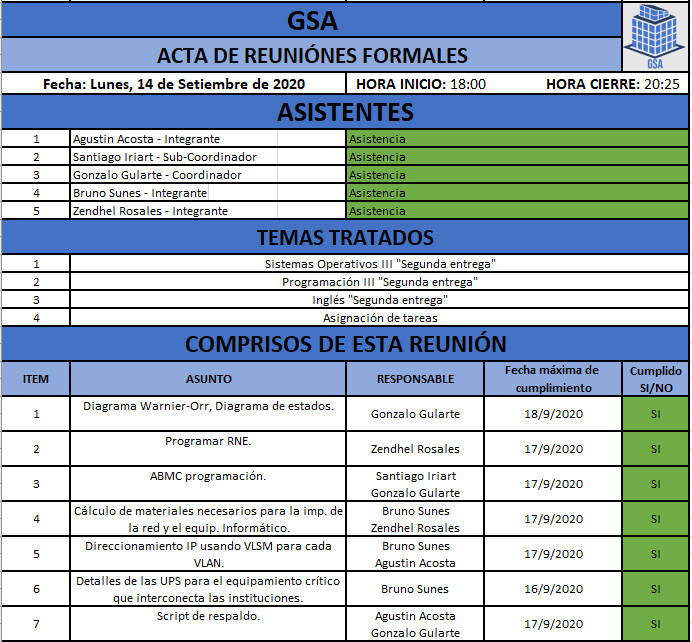 GSA
GSA
ACTA DE REUNIÓNES FORMALES
Fecha: Lunes, 14 de Setiembre de 2020 HORA INICIO: 18:00 HORA CIERRE: 20:25
ASISTENTES
1 Agustin Acosta - Integrante Asistencia
2 Santiago Iriart - Sub-Coordinador Asistencia
3 Gonzalo Gularte - Coordinador Asistencia
4 Bruno Sunes - Integrante Asistencia
5 Zendhel Rosales - Integrante Asistencia
TEMAS TRATADOS
1 Sistemas Operativos III "Segunda entrega"
2 Programación III "Segunda entrega"
3 Inglés "Segunda entrega"
4 Asignación de tareas
COMPRISOS DE ESTA REUNIÓN
ITEM ASUNTO RESPONSABLE Fecha máxima de cumplimiento Cumplido SI/NO
1 Diagrama Warnier-Orr, Diagrama de estados. Gonzalo Gularte 18/9/2020 SI
2 Programar RNE. Zendhel Rosales 17/9/2020 SI
3 ABMC programación. Santiago Iriart Gonzalo Gularte 17/9/2020 SI
4 Cálculo de materiales necesarios para la imp. de la red y el equip. Informático. Bruno Sunes Zendhel Rosales 17/9/2020 SI
5 Direccionamiento IP usando VLSM para cada VLAN. Bruno Sunes Agustin Acosta 17/9/2020 SI
6 Detalles de las UPS para el equipamiento crítico que interconecta las instituciones. Bruno Sunes 16/9/2020 SI
7 Script de respaldo. Agustin Acosta Gonzalo Gularte 17/9/2020 SI